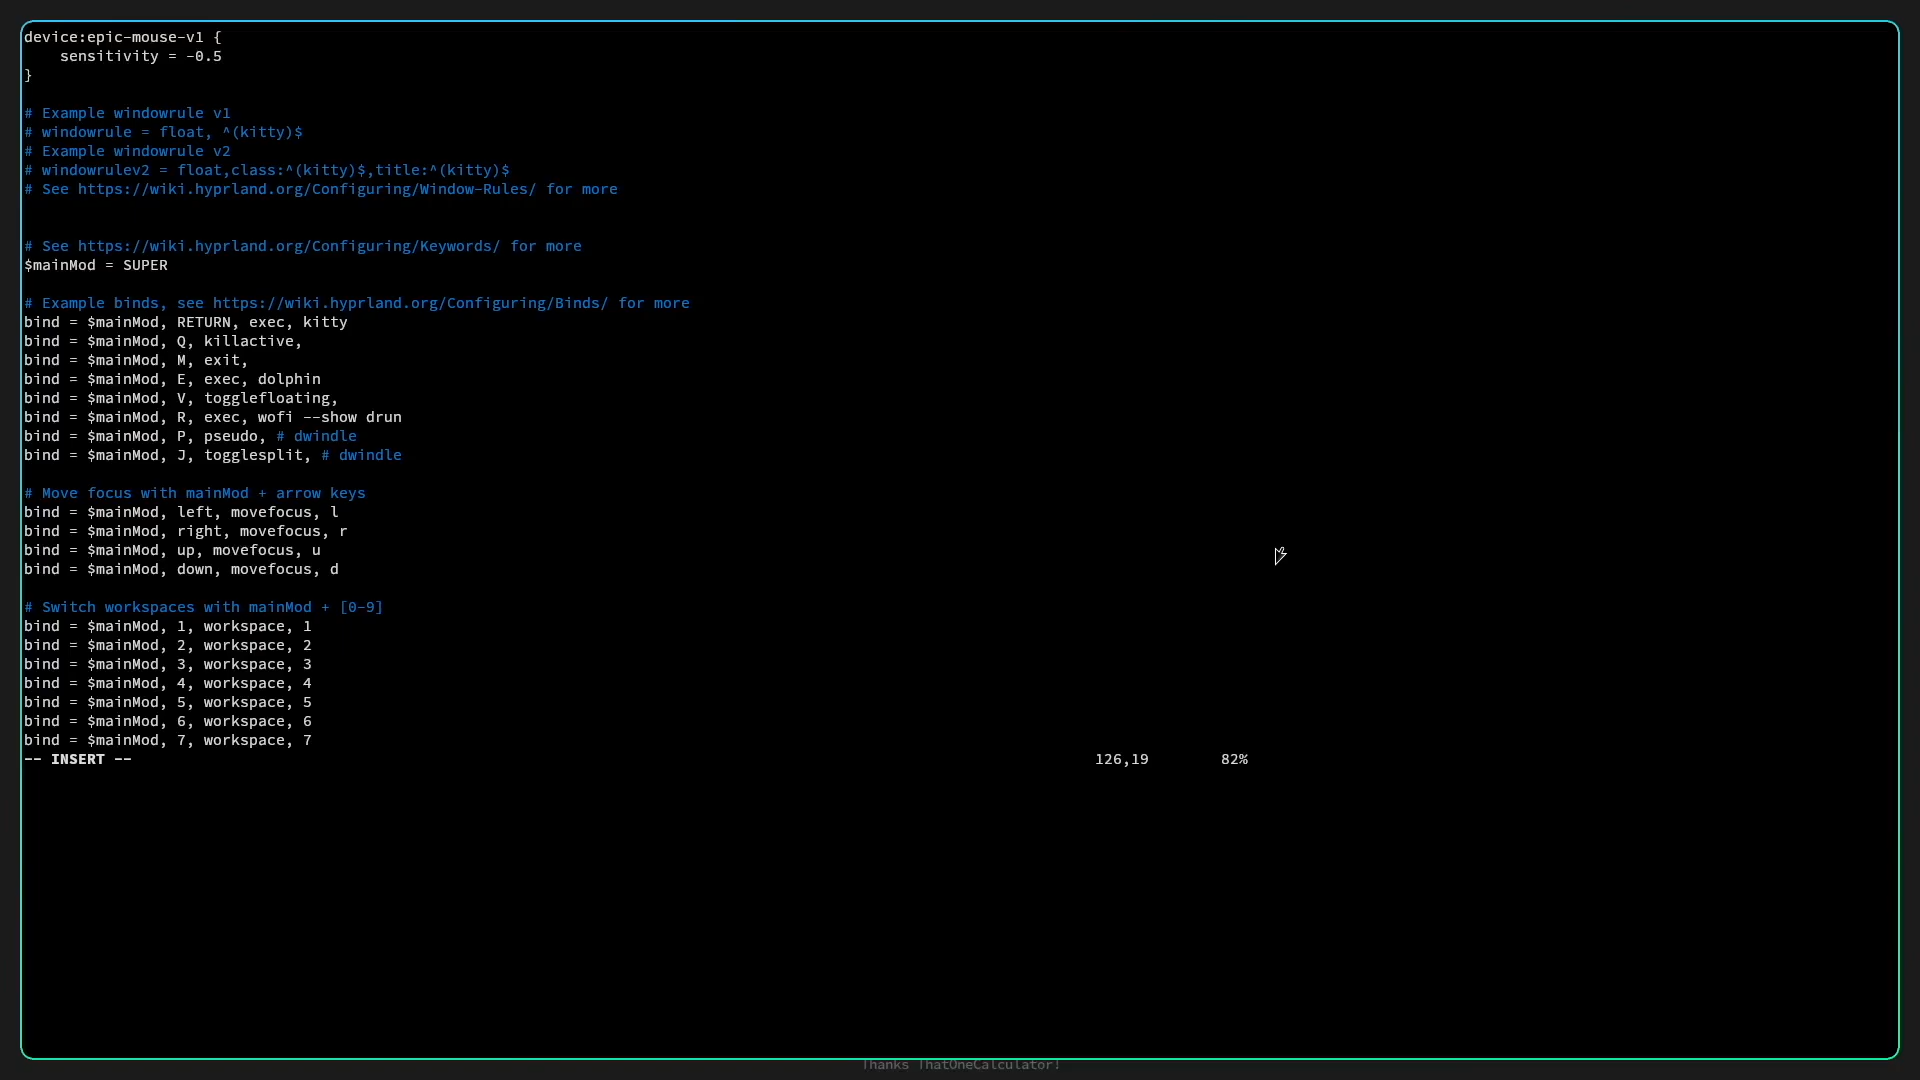 device:epic-mouse-v1 {
    sensitivity = -0.5
}

# Example windowrule v1
# windowrule = float, ^(kitty)$
# Example windowrule v2
# windowrulev2 = float,class:^(kitty)$,title:^(kitty)$
# See https://wiki.hyprland.org/Configuring/Window-Rules/ for more


# See https://wiki.hyprland.org/Configuring/Keywords/ for more
$mainMod = SUPER

# Example binds, see https://wiki.hyprland.org/Configuring/Binds/ for more
bind = $mainMod, RETURN, exec, kitty
bind = $mainMod, Q, killactive,
bind = $mainMod, M, exit,
bind = $mainMod, E, exec, dolphin
bind = $mainMod, V, togglefloating,
bind = $mainMod, R, exec, wofi --show drun
bind = $mainMod, P, pseudo, # dwindle
bind = $mainMod, J, togglesplit, # dwindle

# Move focus with mainMod + arrow keys
bind = $mainMod, left, movefocus, l
bind = $mainMod, right, movefocus, r
bind = $mainMod, up, movefocus, u
bind = $mainMod, down, movefocus, d

# Switch workspaces with mainMod + [0-9]
bind = $mainMod, 1, workspace, 1
bind = $mainMod, 2, workspace, 2
bind = $mainMod, 3, workspace, 3
bind = $mainMod, 4, workspace, 4
bind = $mainMod, 5, workspace, 5
bind = $mainMod, 6, workspace, 6
bind = $mainMod, 7, workspace, 7
-- INSERT -- 126,19 82%
Thanks ThatOneCalculator!